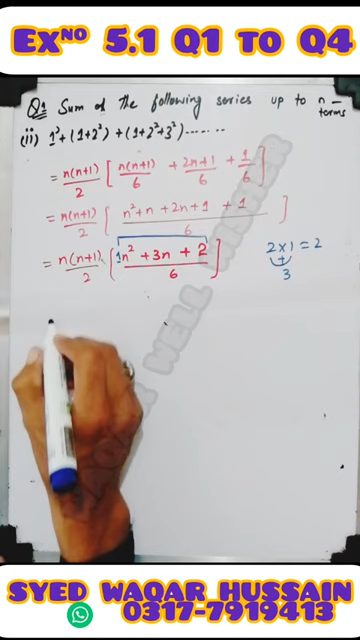 Ex^NO 5.1 Q1 TO Q4
Q1 Sum of the following series up to n-terms
(ii) 1² + (1+2²) + (1+2²+3²) .......
= n(n+1)/2 [ n(n+1)/6 + 2n+1/6 + 1/6 ]
= n(n+1)/2 [ n²+n + 2n+1 + 1 / 6 ]
= n(n+1)/2 [ 1n² + 3n + 2 / 6 ]
2 × 1 = 2
+
3
SYED WAQAR HUSSAIN
0317-7919413